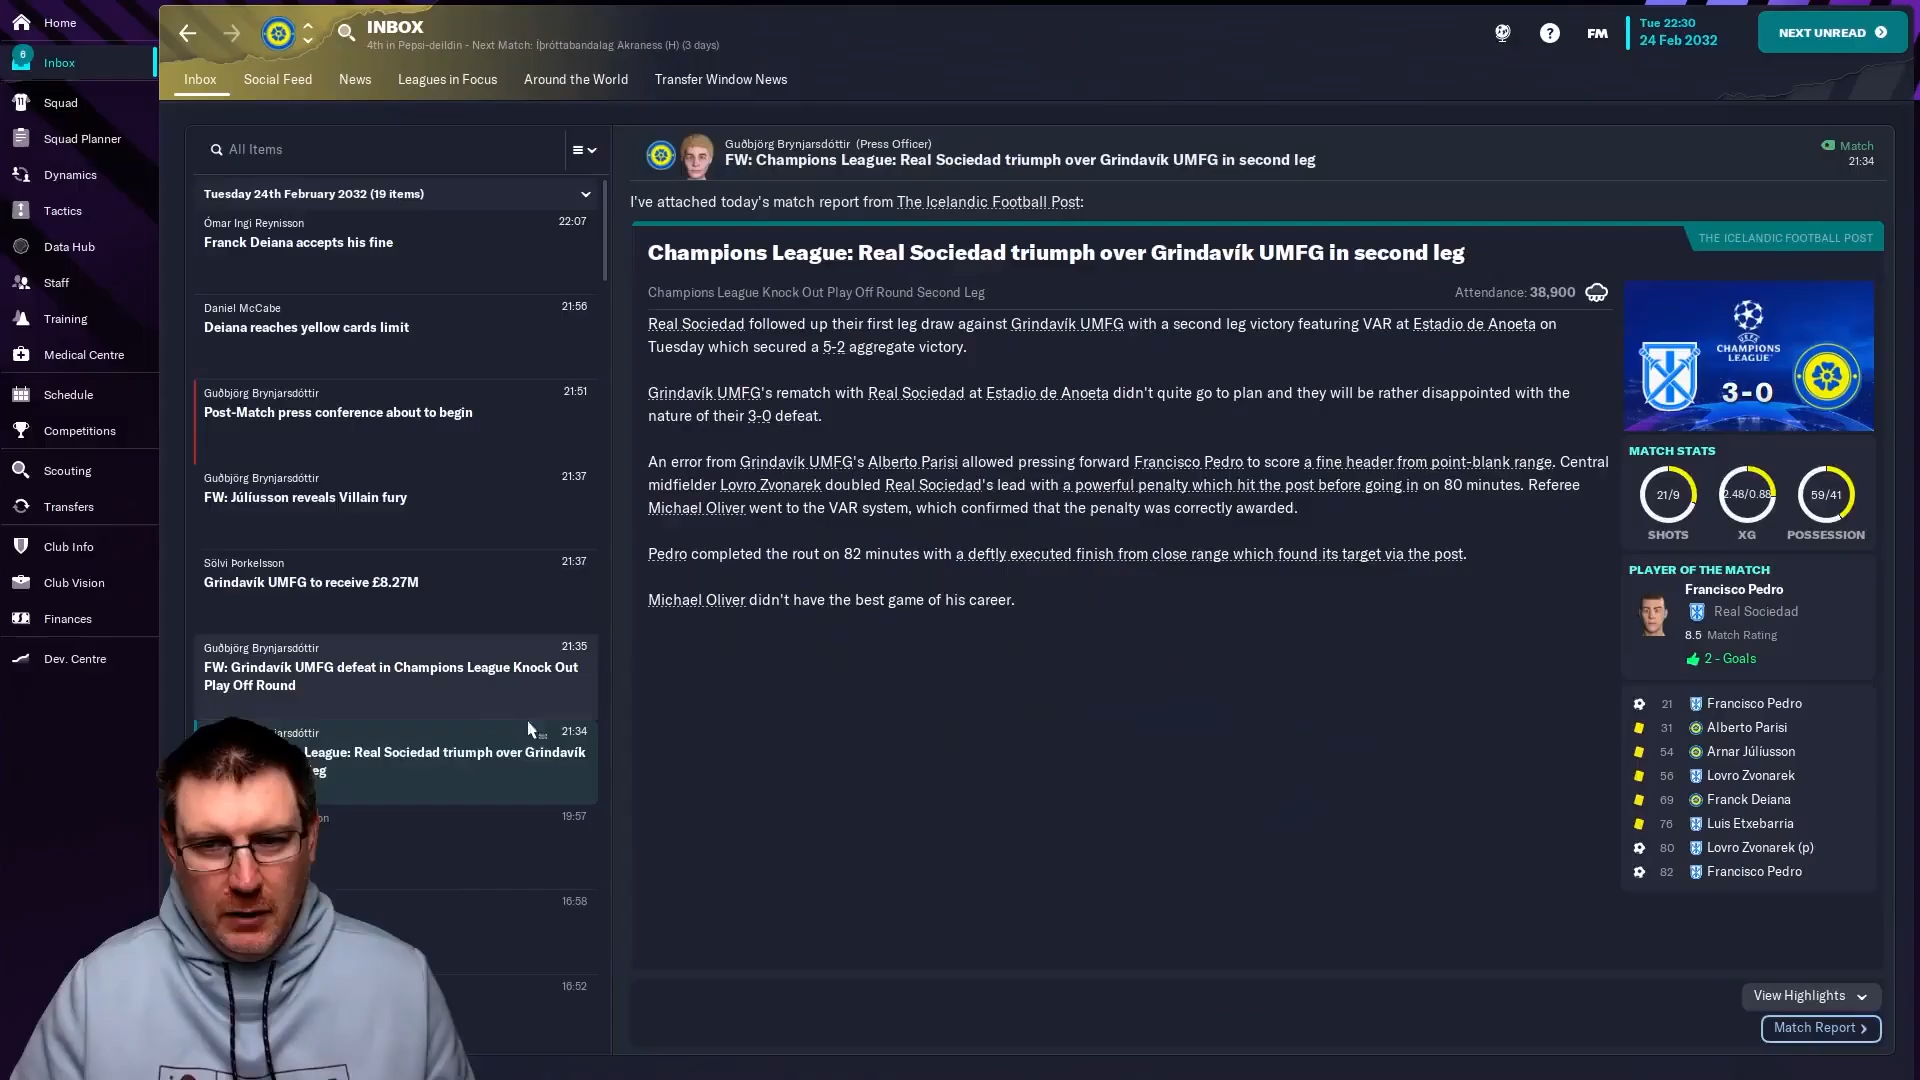 Home
6
Inbox
Squad
Squad Planner
Dynamics
Tactics
Data Hub
Staff
Training
Medical Centre
Schedule
Competitions
Scouting
Transfers
Club Info
Club Vision
Finances
Dev. Centre
INBOX
4th in Pepsi-deildin - Next Match: Íþróttabandalag Akraness (H) (3 days)
FM
Tue 22:30
24 Feb 2032
NEXT UNREAD
Inbox Social Feed News Leagues in Focus Around the World Transfer Window News
All Items
Tuesday 24th February 2032 (19 items)
Ómar Ingi Reynisson 22:07
Franck Deiana accepts his fine
Daniel McCabe 21:56
Deiana reaches yellow cards limit
Guðbjörg Brynjarsdóttir 21:51
Post-Match press conference about to begin
Guðbjörg Brynjarsdóttir 21:37
FW: Júlíusson reveals Villain fury
Sölvi Þorkelsson 21:37
Grindavík UMFG to receive £8.27M
Guðbjörg Brynjarsdóttir 21:35
FW: Grindavík UMFG defeat in Champions League Knock Out
Play Off Round
njarsdóttir 21:34
League: Real Sociedad triumph over Grindavík
leg
on 19:57
16:58
16:52
Guðbjörg Brynjarsdóttir (Press Officer)
FW: Champions League: Real Sociedad triumph over Grindavík UMFG in second leg
Match
21:34
I've attached today's match report from The Icelandic Football Post:
THE ICELANDIC FOOTBALL POST
Champions League: Real Sociedad triumph over Grindavík UMFG in second leg
Champions League Knock Out Play Off Round Second Leg
Attendance: 38,900
Real Sociedad followed up their first leg draw against Grindavík UMFG with a second leg victory featuring VAR at Estadio de Anoeta on
Tuesday which secured a 5-2 aggregate victory.
Grindavík UMFG's rematch with Real Sociedad at Estadio de Anoeta didn't quite go to plan and they will be rather disappointed with the
nature of their 3-0 defeat.
An error from Grindavík UMFG's Alberto Parisi allowed pressing forward Francisco Pedro to score a fine header from point-blank range. Central
midfielder Lovro Zvonarek doubled Real Sociedad's lead with a powerful penalty which hit the post before going in on 80 minutes. Referee
Michael Oliver went to the VAR system, which confirmed that the penalty was correctly awarded.
Pedro completed the rout on 82 minutes with a deftly executed finish from close range which found its target via the post.
Michael Oliver didn't have the best game of his career.
UEFA
CHAMPIONS
LEAGUE
3-0
MATCH STATS
21/9 2.48/0.88 59/41
SHOTS XG POSSESSION
PLAYER OF THE MATCH
Francisco Pedro
Real Sociedad
8.5 Match Rating
2 - Goals
21 Francisco Pedro
31 Alberto Parisi
54 Arnar Júlíusson
56 Lovro Zvonarek
69 Franck Deiana
76 Luis Etxebarria
80 Lovro Zvonarek (p)
82 Francisco Pedro
View Highlights
Match Report